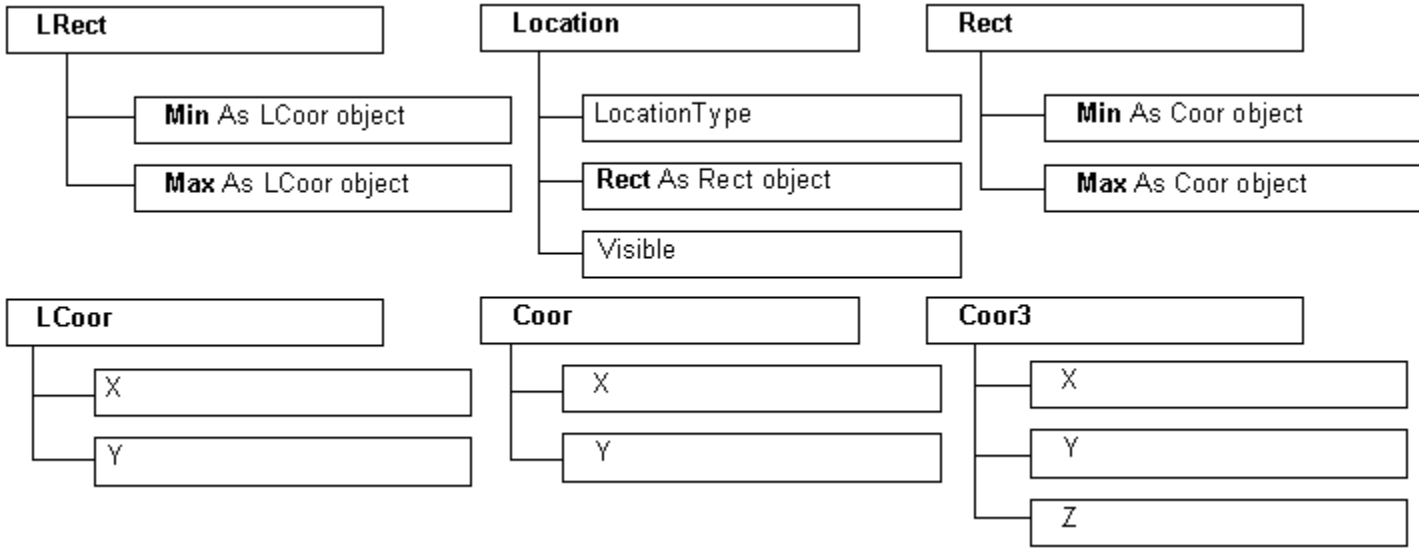 LRect
Min As LCoor object
Max As LCoor object
Location
LocationType
Rect As Rect object
Visible
Rect
Min As Coor object
Max As Coor object
LCoor
X
Y
Coor
X
Y
Coor3
X
Y
Z